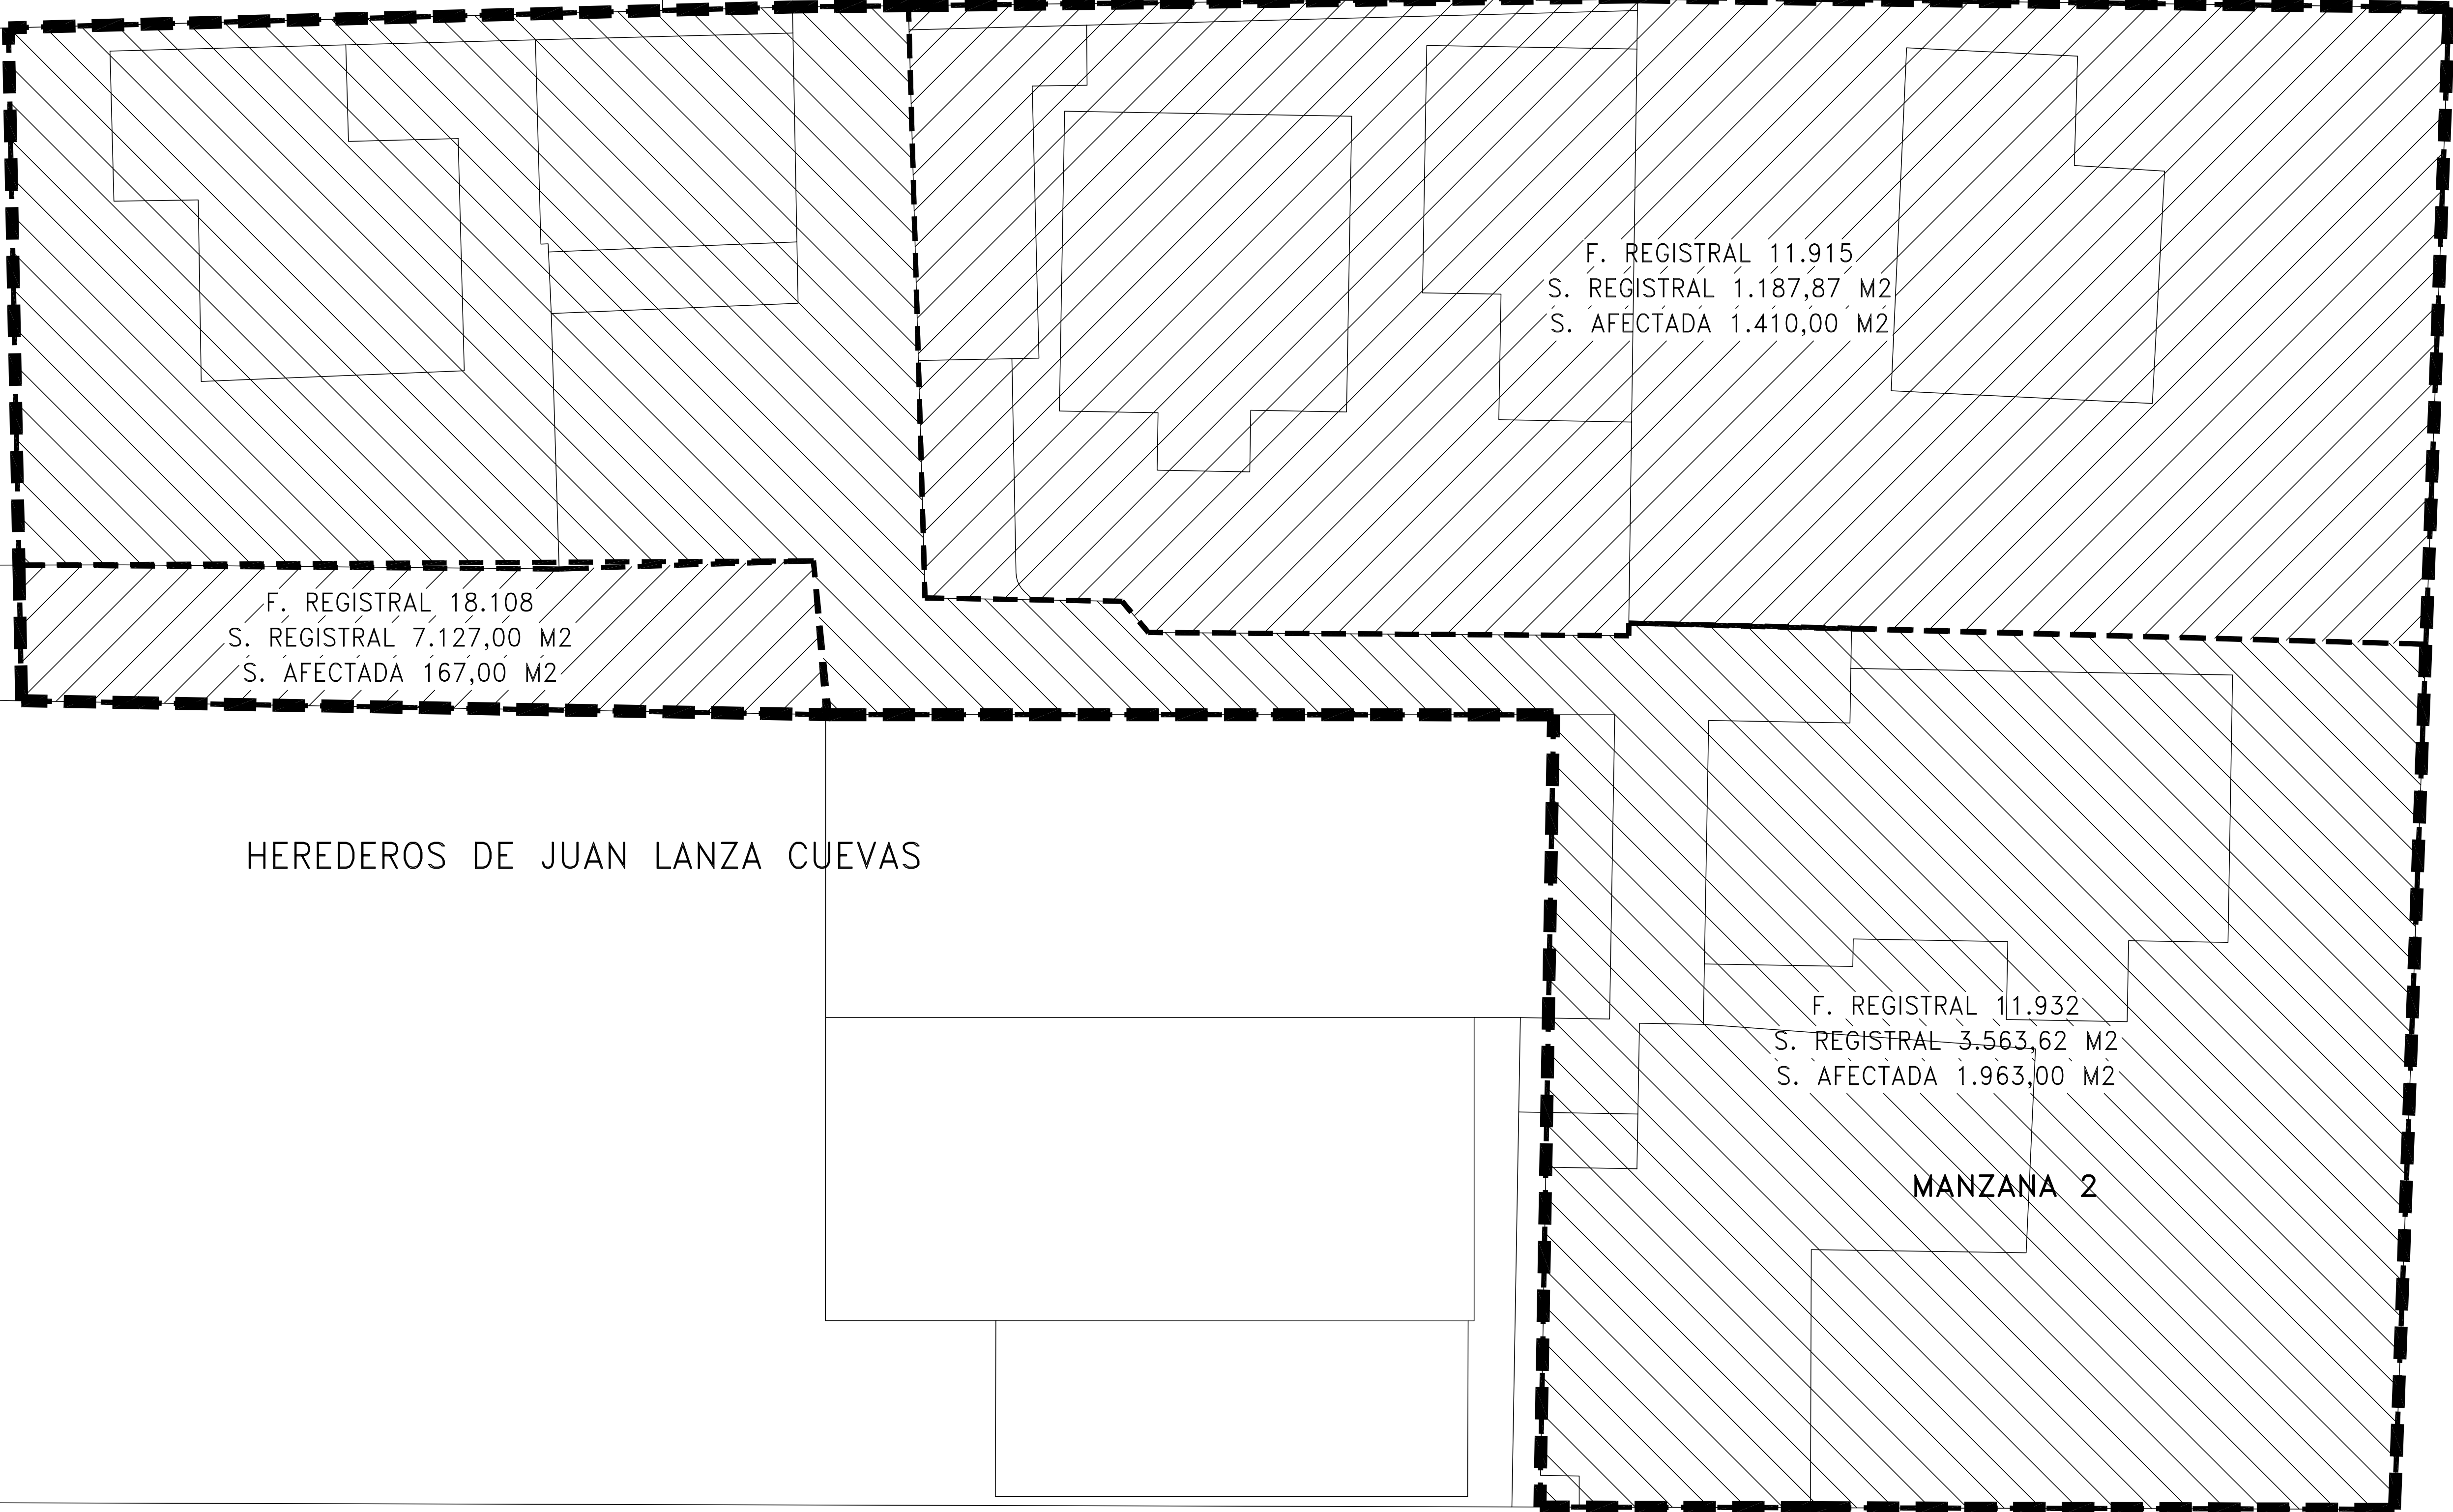 F. REGISTRAL 11.915
S. REGISTRAL 1.187,87 M2
S. AFECTADA 1.410,00 M2
F. REGISTRAL 18.108
S. REGISTRAL 7.127,00 M2
S. AFECTADA 167,00 M2
HEREDEROS DE JUAN LANZA CUEVAS
F. REGISTRAL 11.932
S. REGISTRAL 3.563,62 M2
S. AFECTADA 1.963,00 M2
MANZANA 2